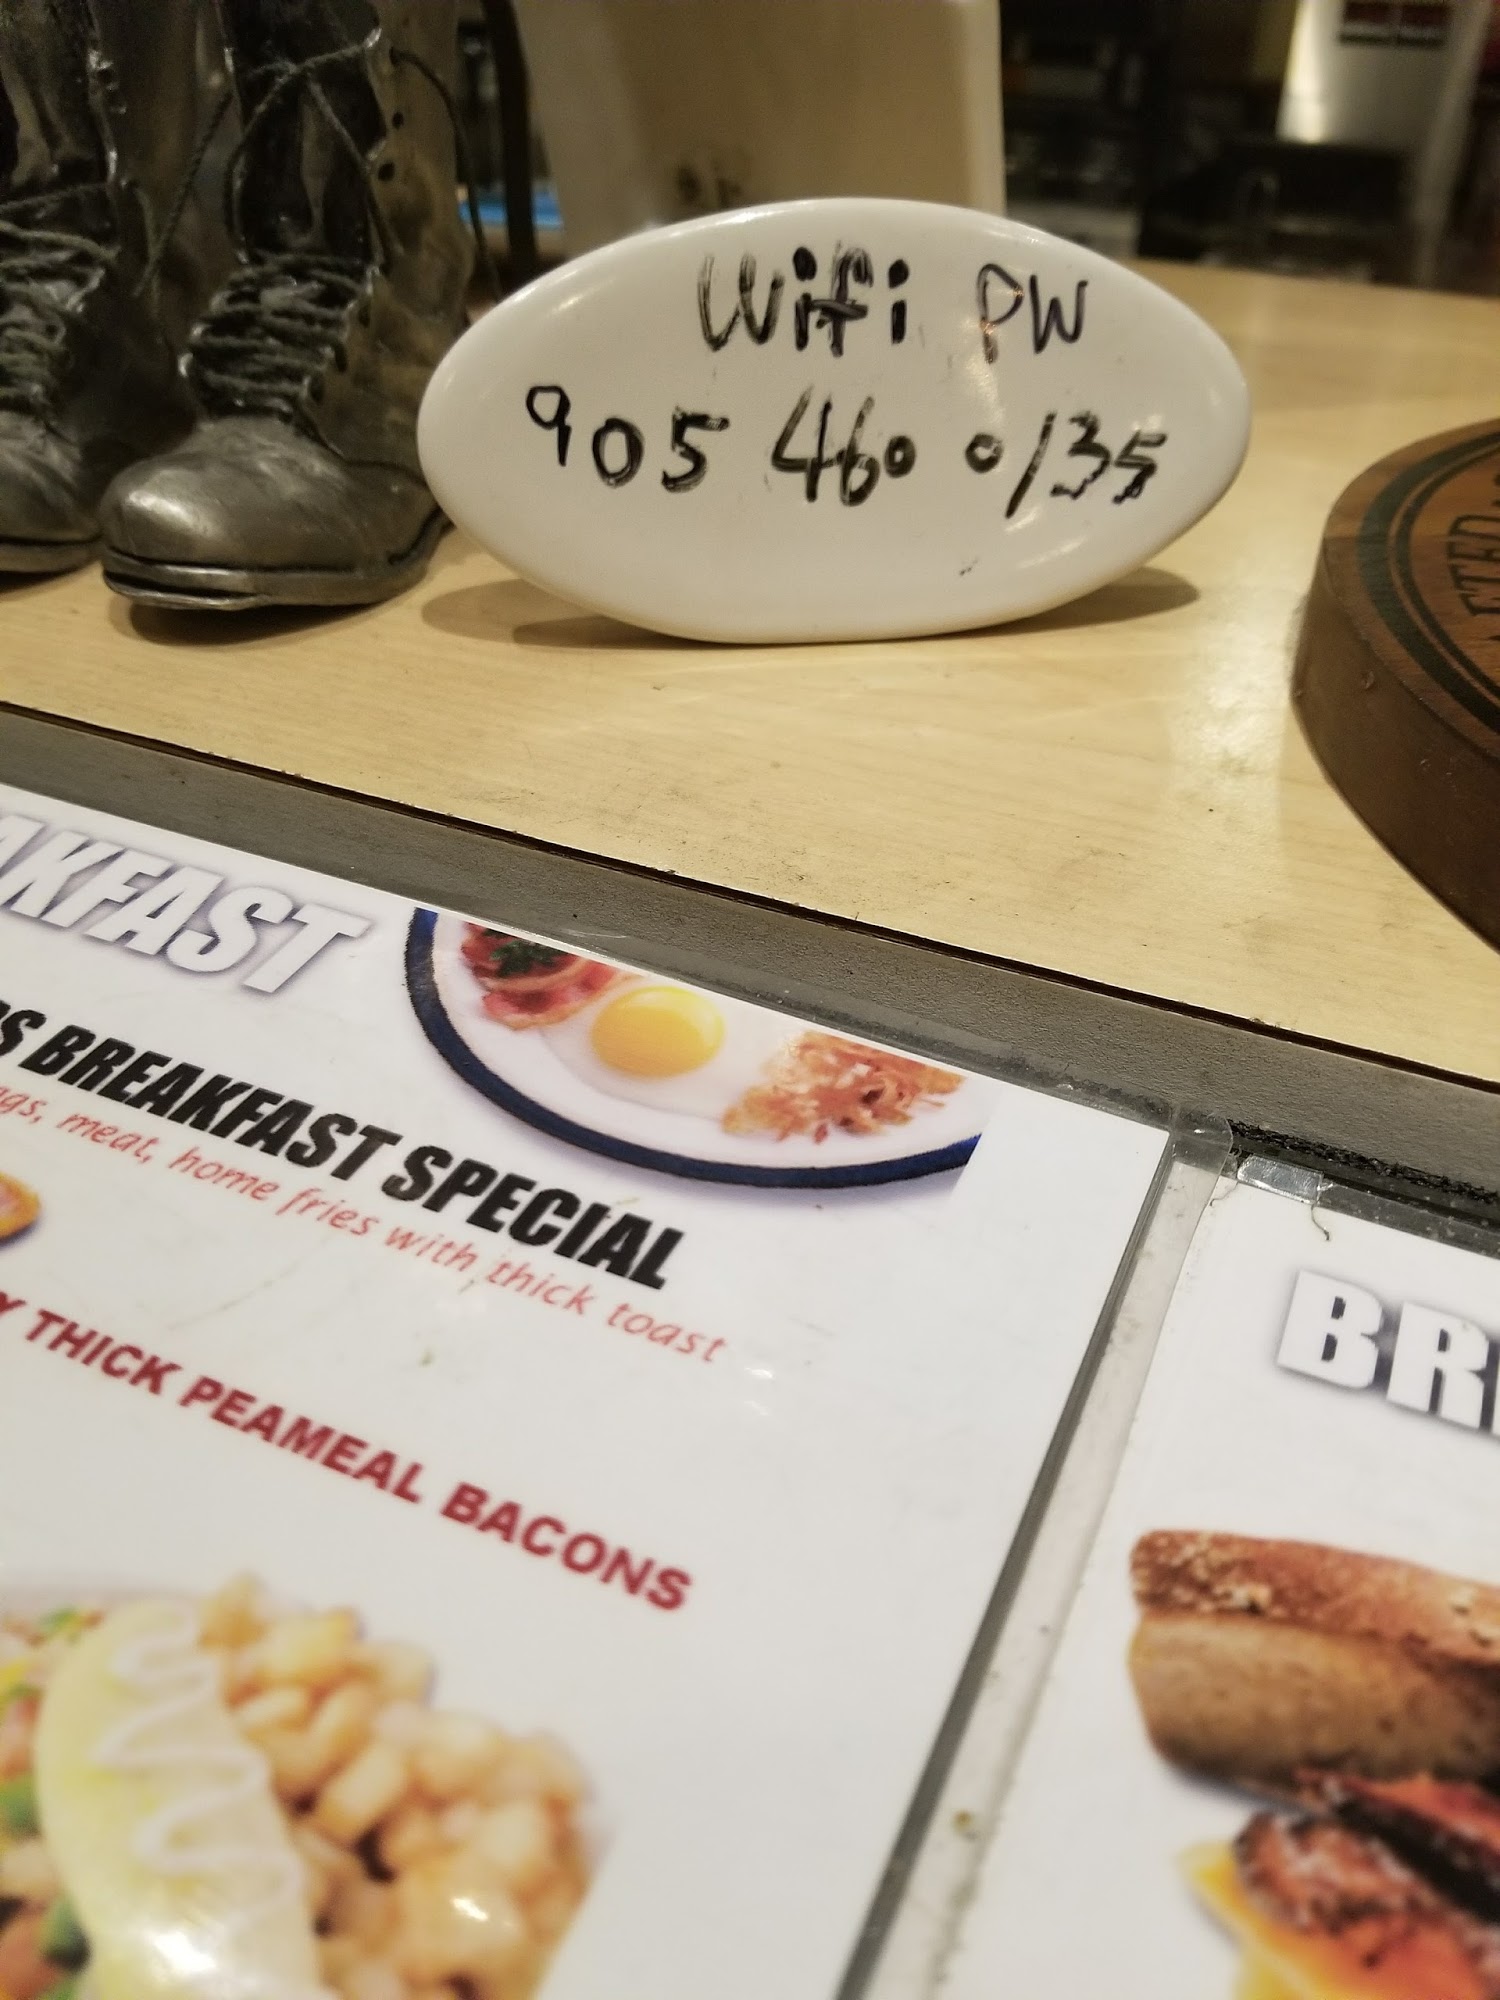 Wifi PW
905 460 0135
AKFAST
BREAKFAST SPECIAL
gs, meat, home fries with thick toast
Y THICK PEAMEAL BACONS
BR